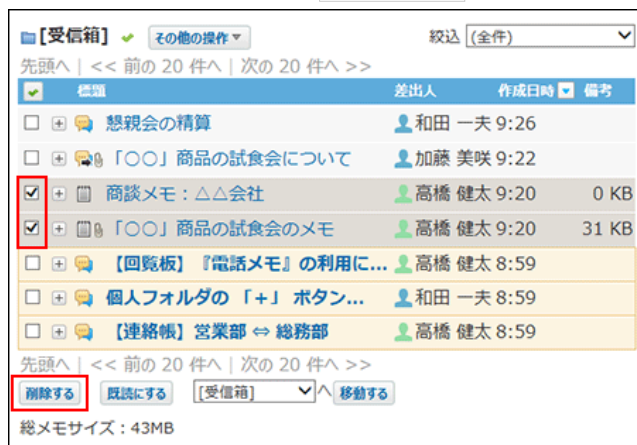 [受信箱] その他の操作 絞込 (全件)
先頭へ | << 前の 20 件へ | 次の 20 件へ >>
標題 差出人 作成日時 備考
懇親会の精算 和田 一夫 9:26
「〇〇」商品の試食会について 加藤 美咲 9:22
商談メモ：△△会社 高橋 健太 9:20 0 KB
「〇〇」商品の試食会のメモ 高橋 健太 9:20 31 KB
【回覧板】『電話メモ』の利用に... 高橋 健太 8:59
個人フォルダの 「+」 ボタン... 和田 一夫 8:59
【連絡帳】営業部 ⇔ 総務部 高橋 健太 8:59
先頭へ | << 前の 20 件へ | 次の 20 件へ >>
削除する 既読にする [受信箱] へ 移動する
総メモサイズ：43MB